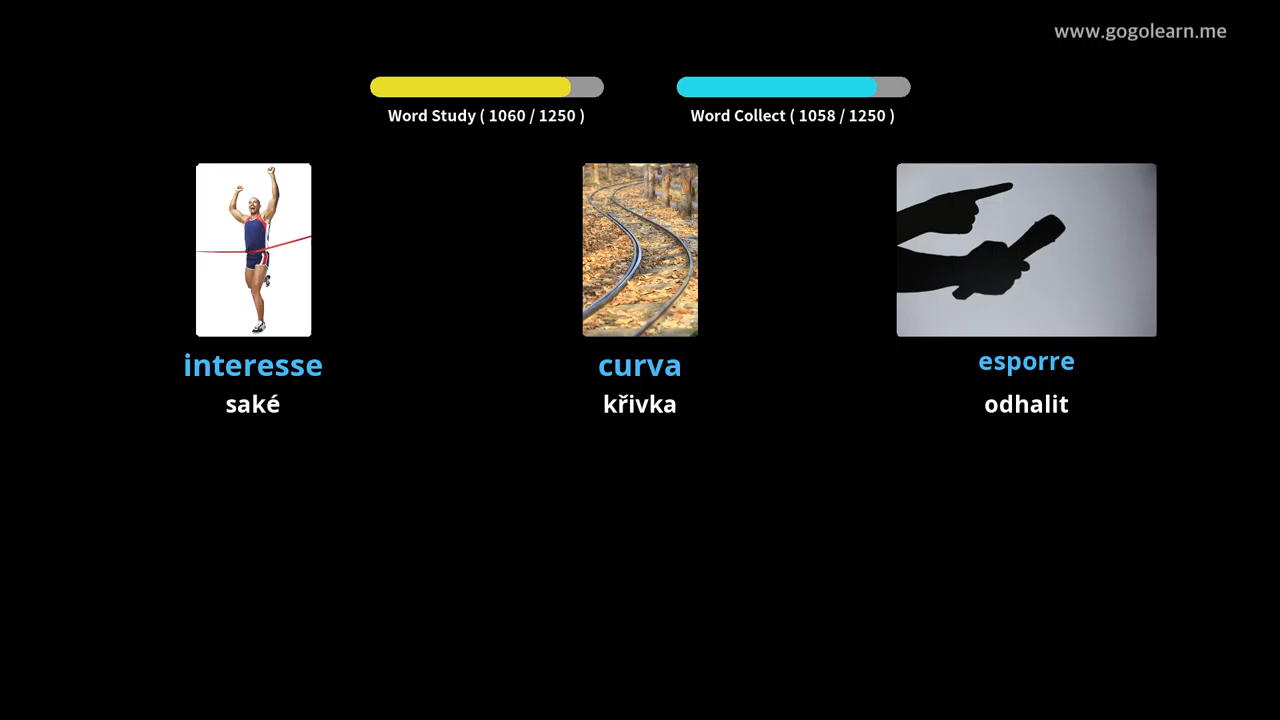 www.gogolearn.me
Word Study ( 1060 / 1250 )
Word Collect ( 1058 / 1250 )
interesse
saké
curva
křivka
esporre
odhalit